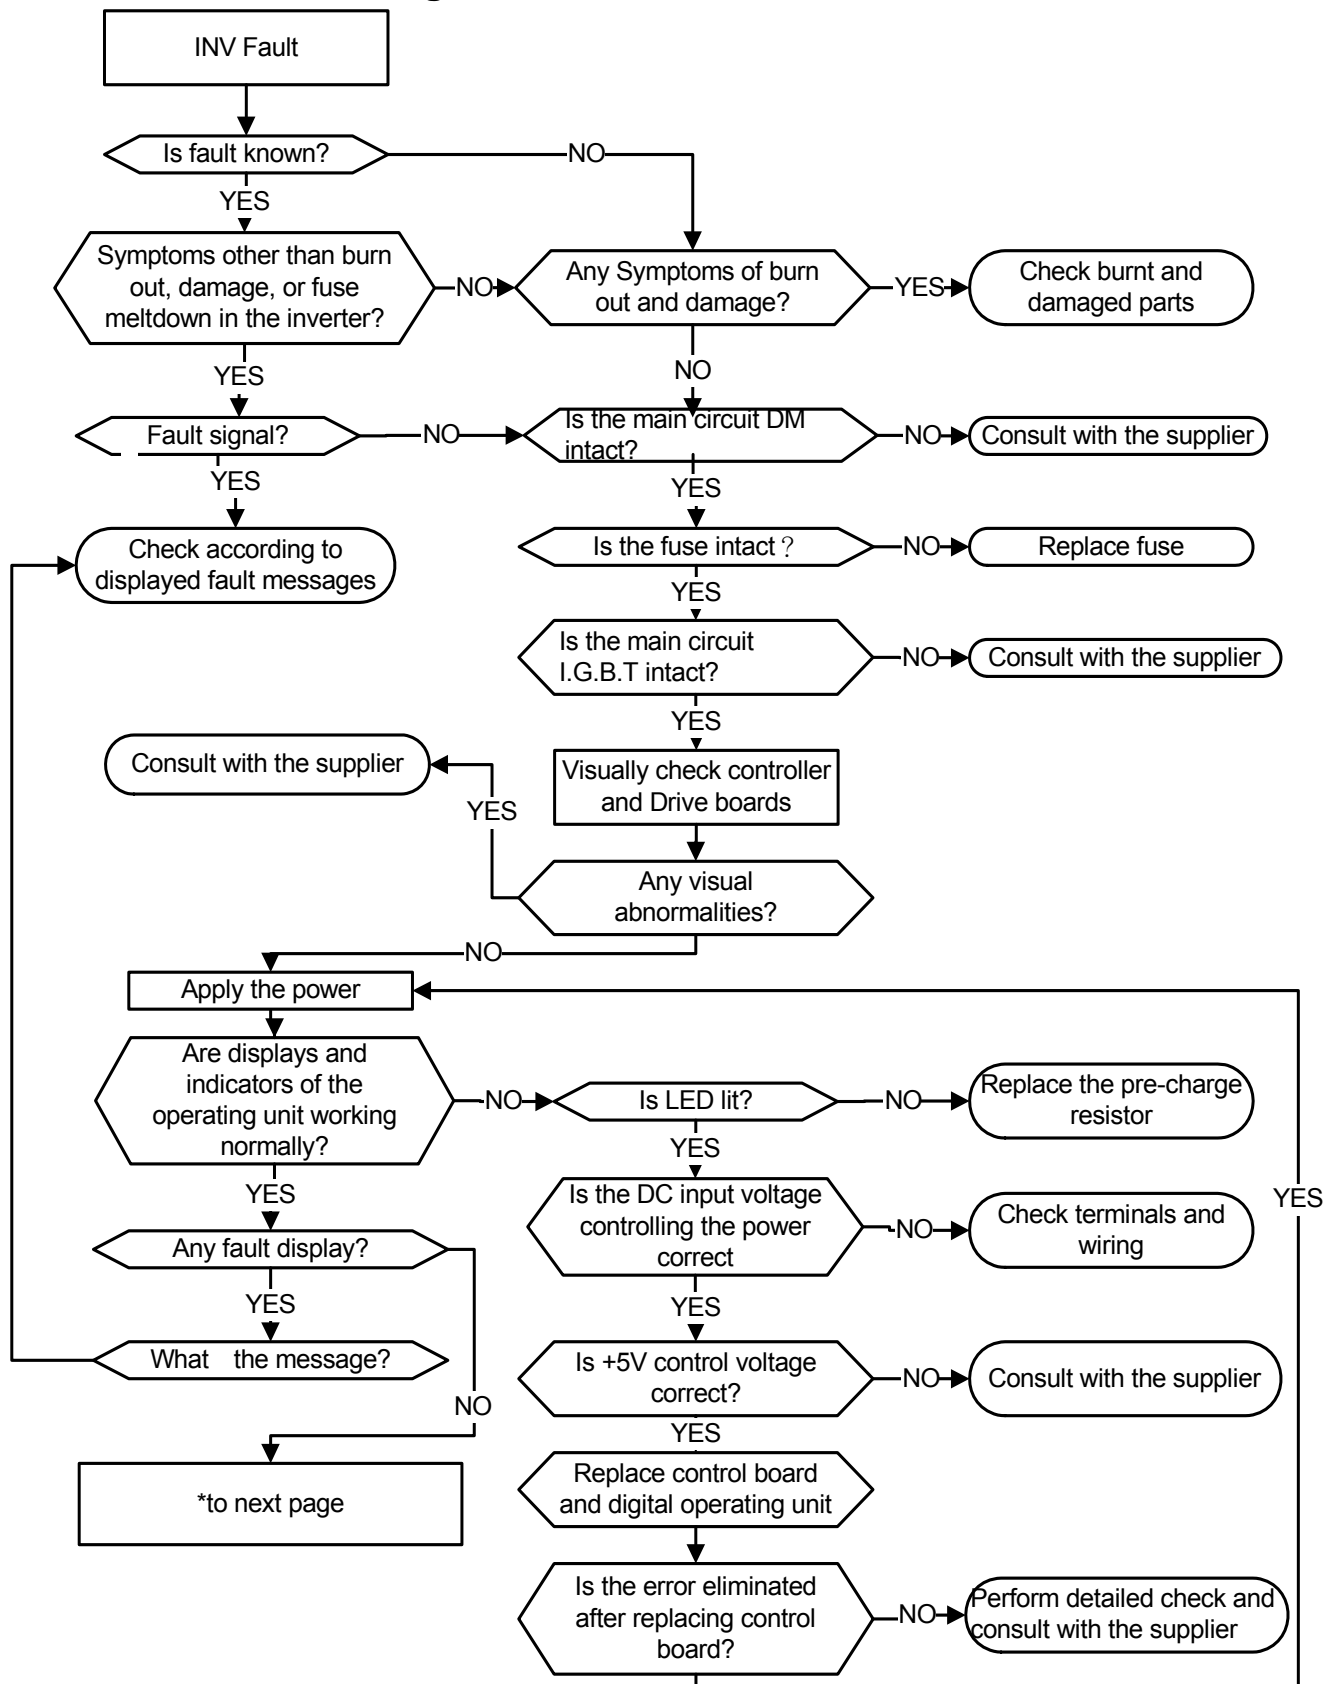 INV Fault
Is fault known?
NO
YES
Symptoms other than burn
out, damage, or fuse
meltdown in the inverter?
NO
Any Symptoms of burn
out and damage?
YES
Check burnt and
damaged parts
YES
NO
Fault signal?
NO
Is the main circuit DM
intact?
NO
Consult with the supplier
YES
YES
Check according to
displayed fault messages
Is the fuse intact？
NO
Replace fuse
YES
Is the main circuit
I.G.B.T intact?
NO
Consult with the supplier
YES
Consult with the supplier
Visually check controller
and Drive boards
YES
Any visual
abnormalities?
NO
Apply the power
Are displays and
indicators of the
operating unit working
normally?
NO
Is LED lit?
NO
Replace the pre-charge
resistor
YES
YES
YES
Is the DC input voltage
controlling the power
correct
NO
Check terminals and
wiring
Any fault display?
YES
YES
What the message?
Is +5V control voltage
correct?
NO
Consult with the supplier
NO
YES
*to next page
Replace control board
and digital operating unit
Is the error eliminated
after replacing control
board?
NO
Perform detailed check and
consult with the supplier